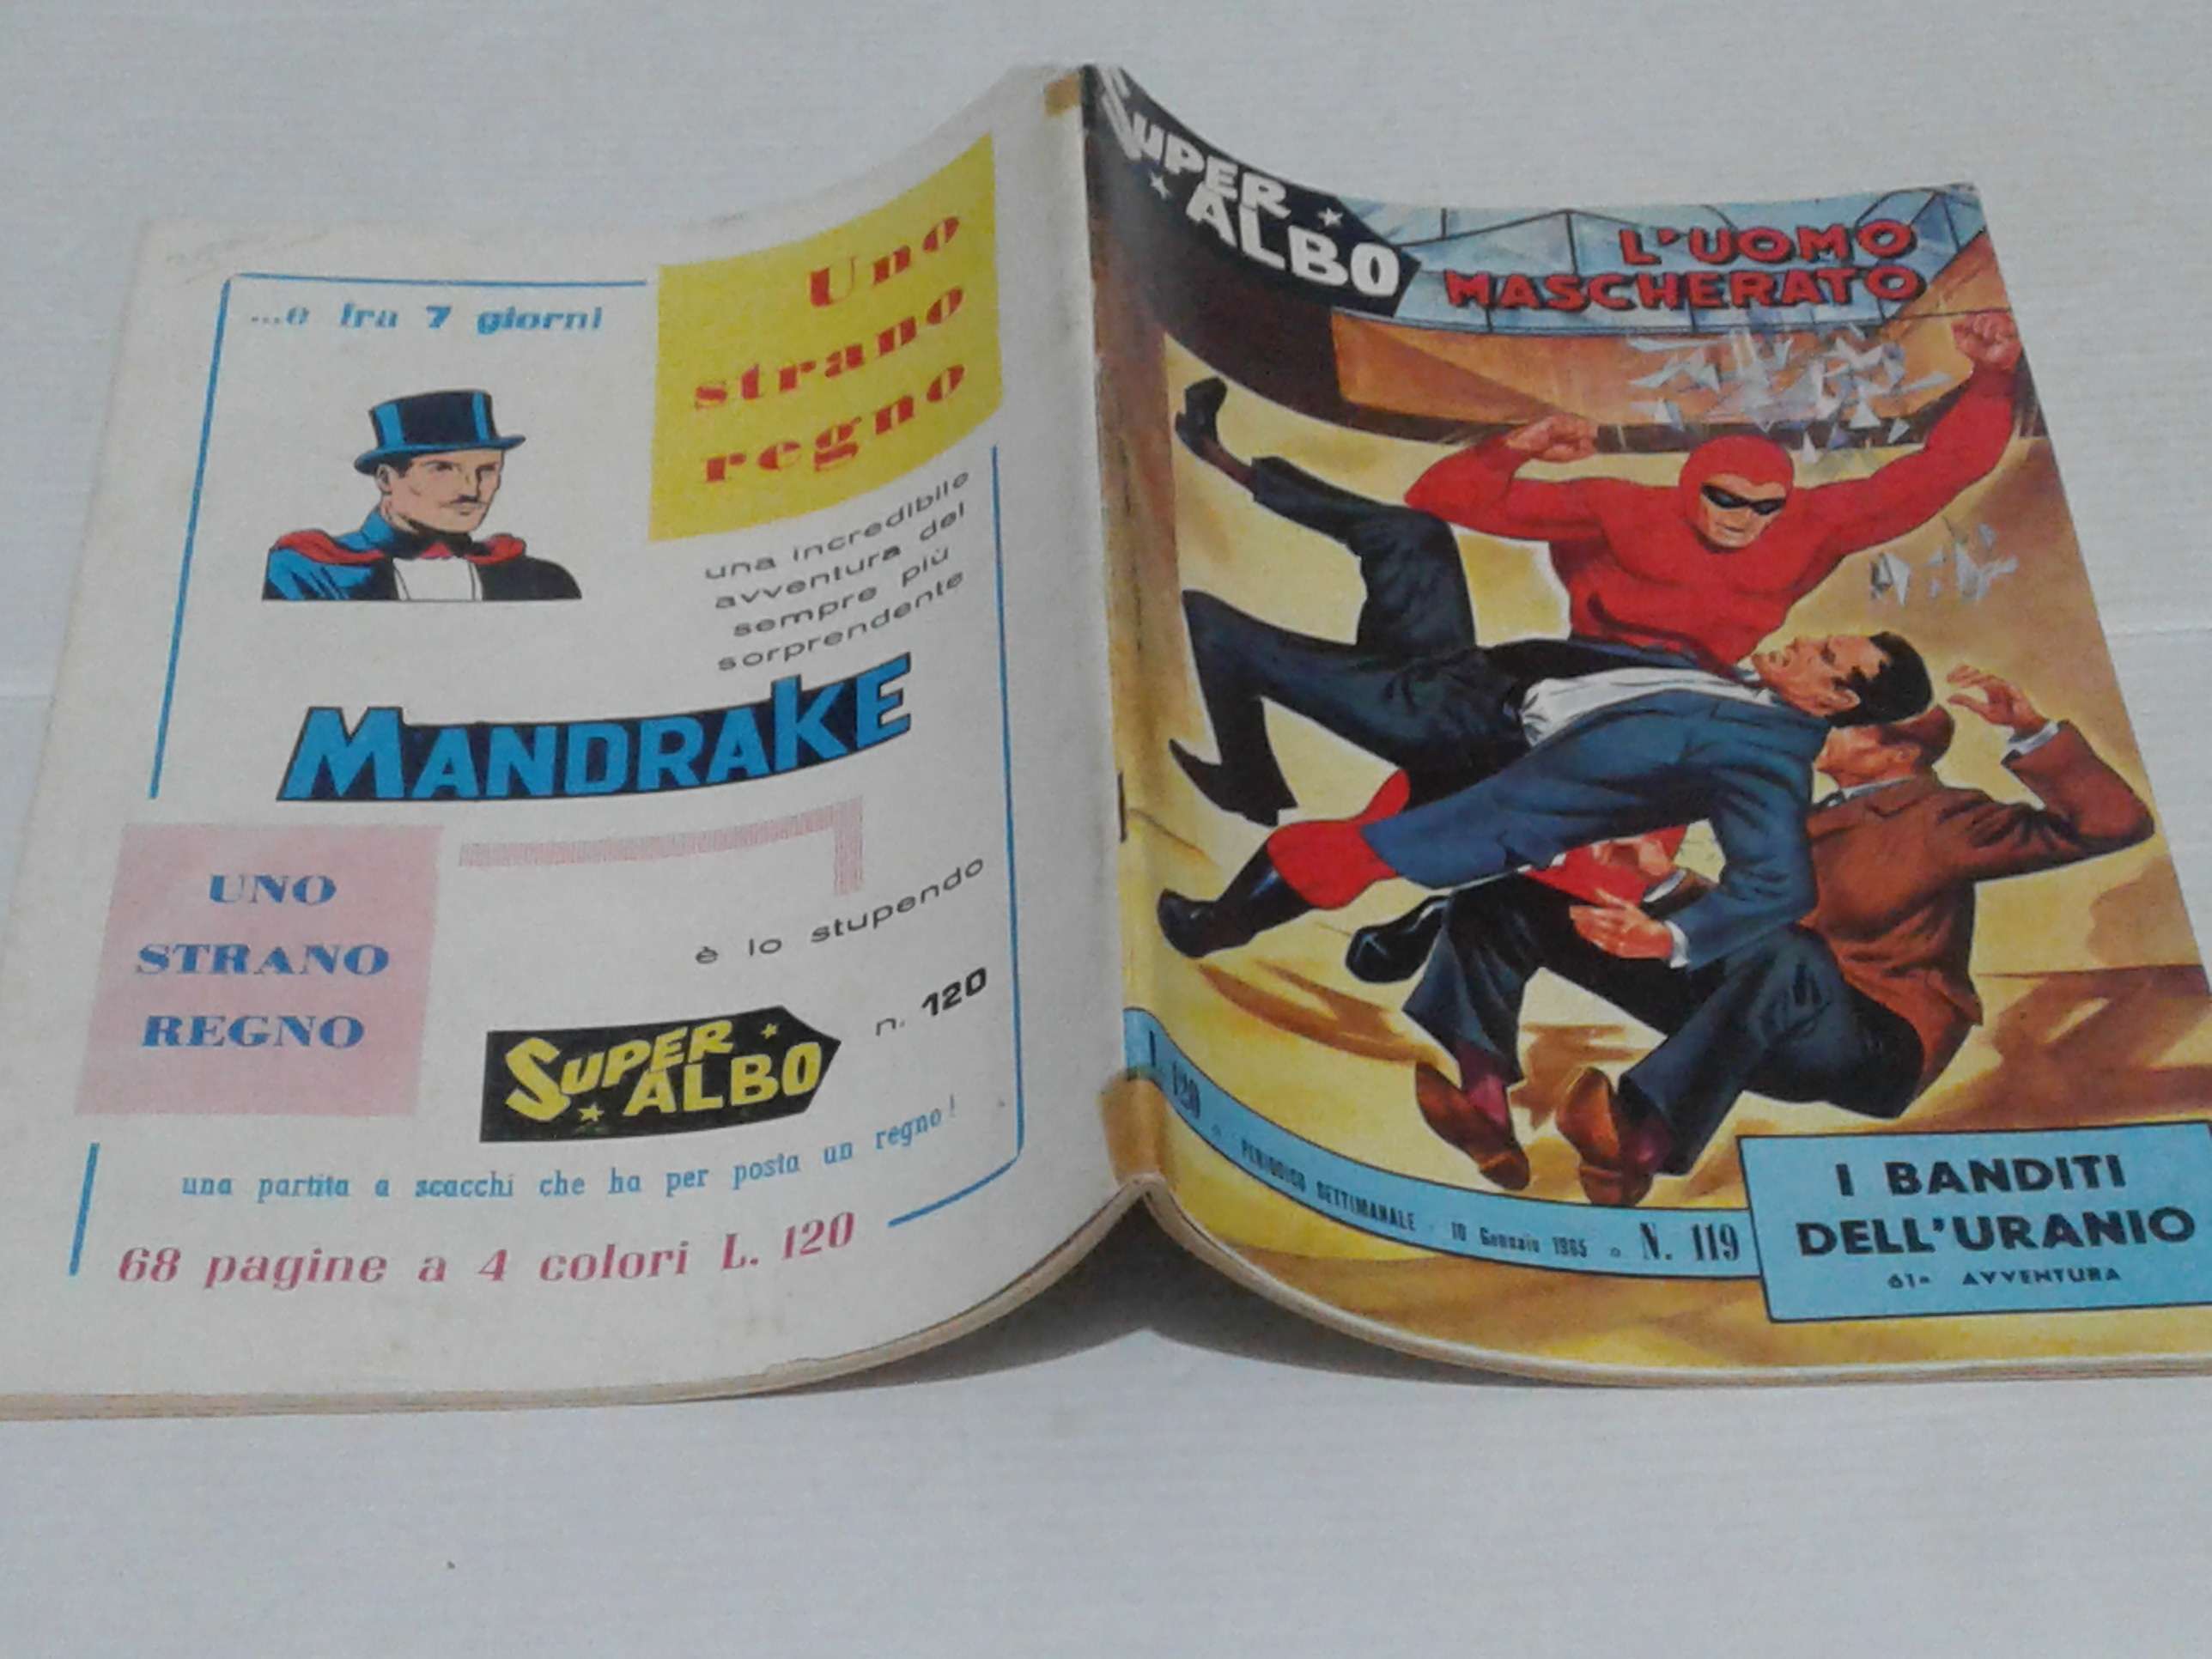 ...e fra 7 giorni
Uno
strano
regno
una incredibile
avventura del
sempre più
sorprendente
MANDRAKE
UNO
STRANO
REGNO
è lo stupendo
SUPER
ALBO
n. 120
una partita a scacchi che ha per posta un regno!
68 pagine a 4 colori L. 120
SUPER
ALBO
L'UOMO
MASCHERATO
L. 120 PERIODICO SETTIMANALE - 10 Gennaio 1965 N. 119
I BANDITI
DELL'URANIO
61ª AVVENTURA